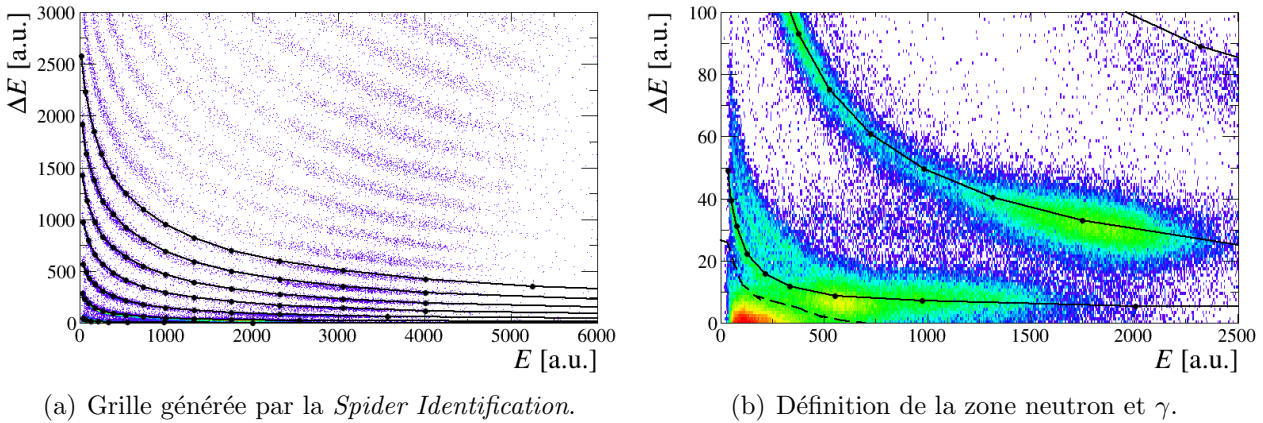 ΔE [a.u.]
3000
2500
2000
1500
1000
500
0
0 1000 2000 3000 4000 5000 6000
E [a.u.]
(a) Grille générée par la Spider Identification.
ΔE [a.u.]
100
80
60
40
20
0
0 500 1000 1500 2000 2500
E [a.u.]
(b) Définition de la zone neutron et γ.